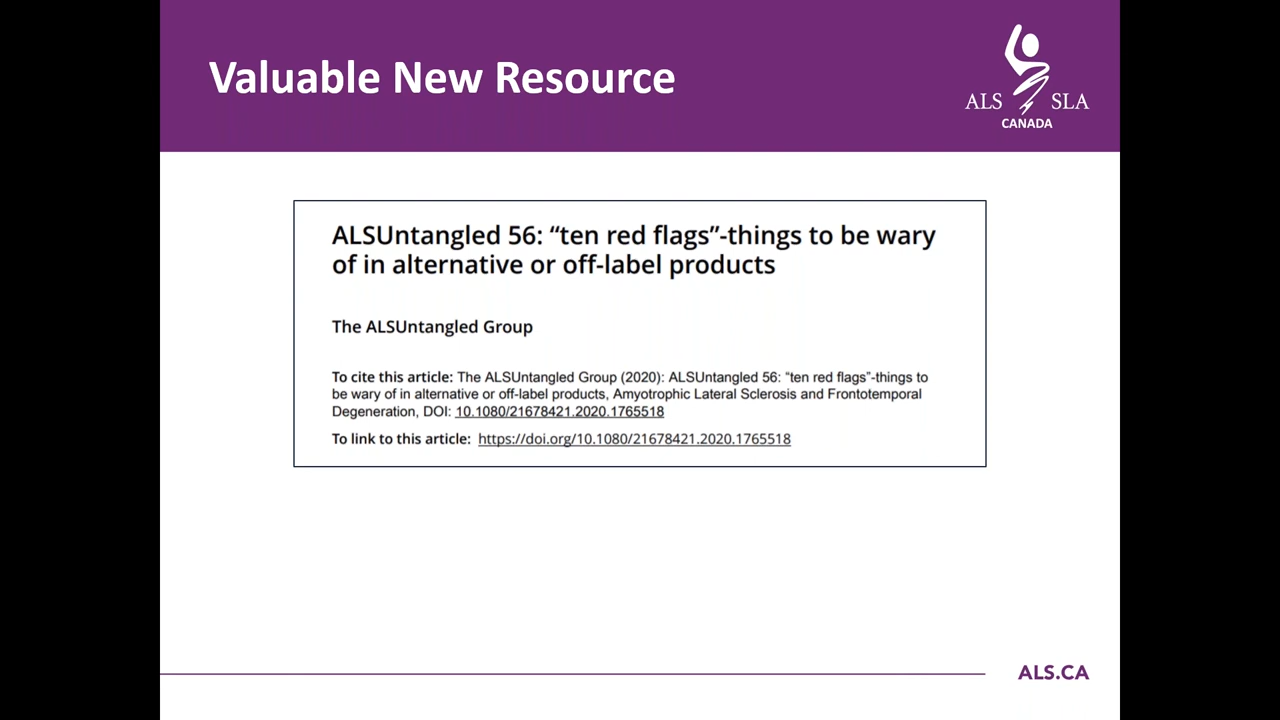 Valuable New Resource
ALS SLA
CANADA
ALSUntangled 56: “ten red flags”-things to be wary
of in alternative or off-label products
The ALSUntangled Group
To cite this article: The ALSUntangled Group (2020): ALSUntangled 56: “ten red flags”-things to
be wary of in alternative or off-label products, Amyotrophic Lateral Sclerosis and Frontotemporal
Degeneration, DOI: 10.1080/21678421.2020.1765518
To link to this article: https://doi.org/10.1080/21678421.2020.1765518
ALS.CA